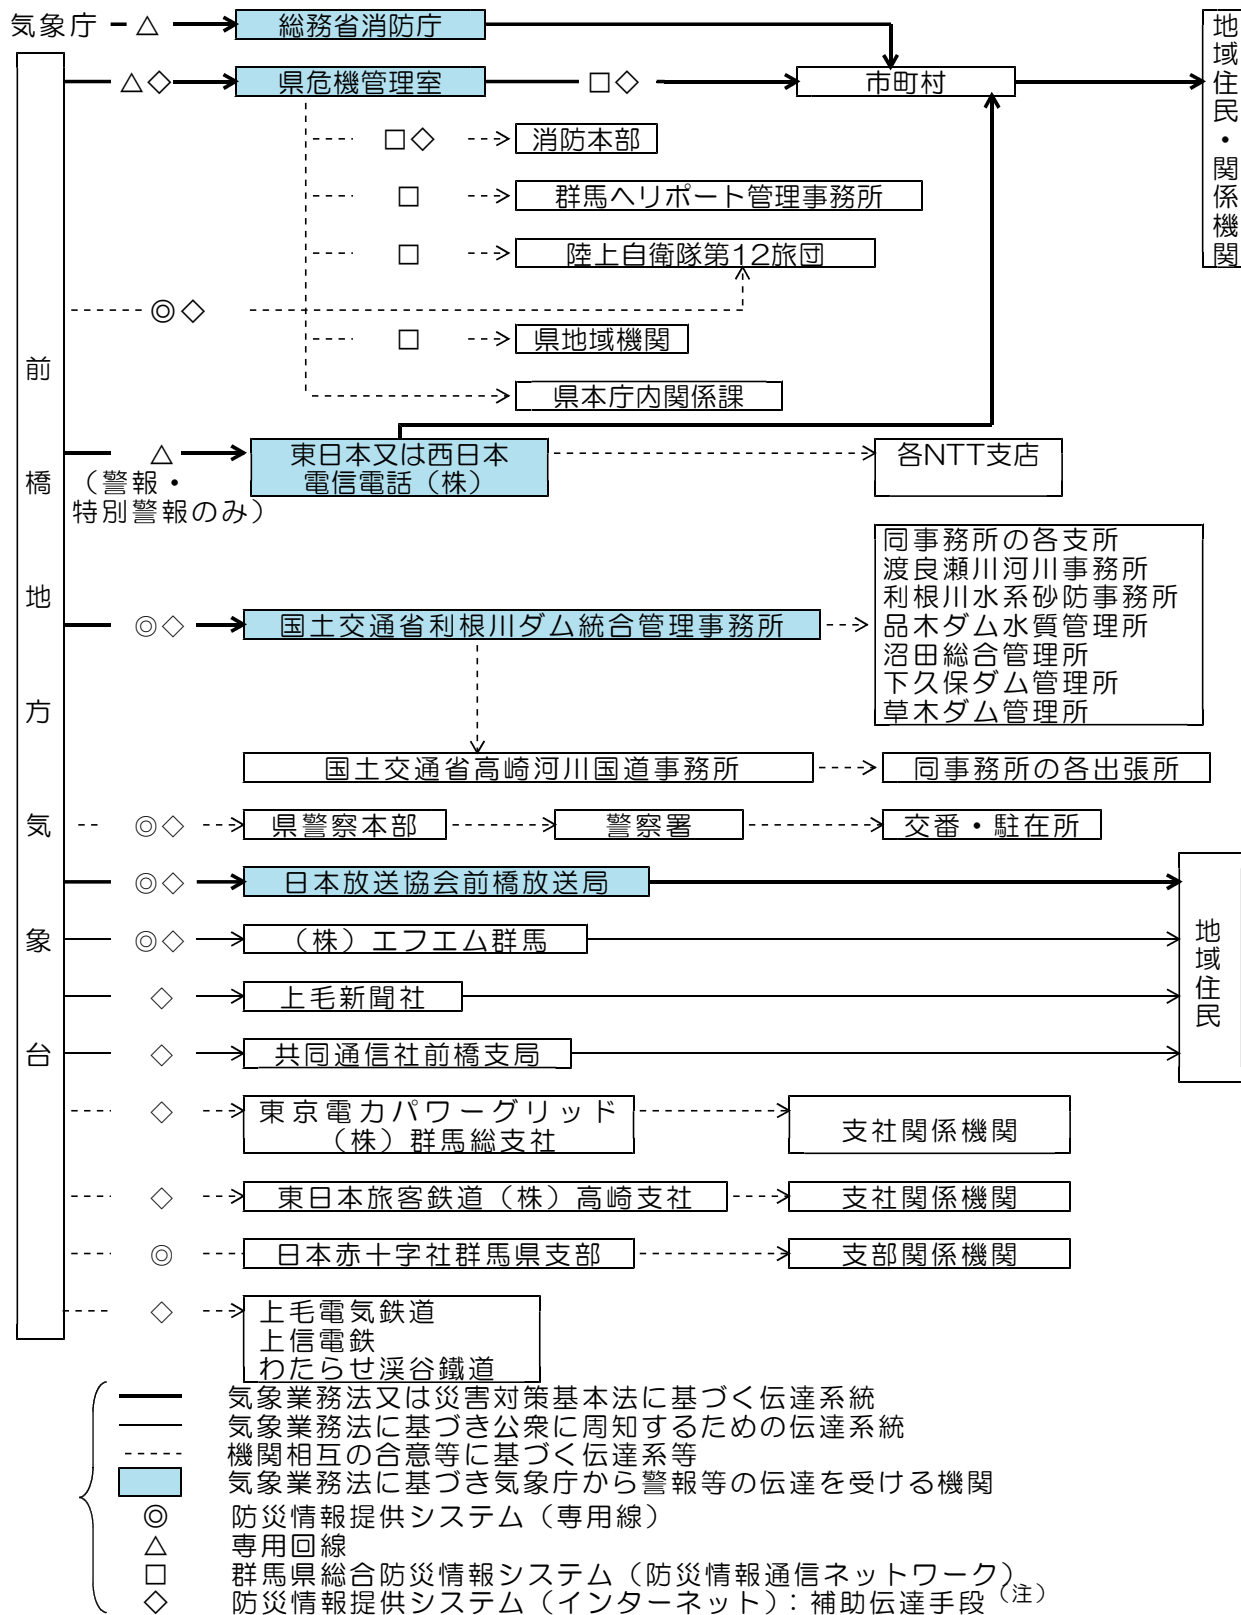 気象庁 △ 総務省消防庁
△◇ 県危機管理室 □◇ 市町村
地域住民・関係機関
□◇ 消防本部
□ 群馬ヘリポート管理事務所
□ 陸上自衛隊第12旅団
◎◇
□ 県地域機関
県本庁内関係課
前橋地方気象台
△ 東日本又は西日本
電信電話（株）
各NTT支店
（警報・
特別警報のみ）
同事務所の各支所
渡良瀬川河川事務所
利根川水系砂防事務所
品木ダム水質管理所
沼田総合管理所
下久保ダム管理所
草木ダム管理所
◎◇ 国土交通省利根川ダム統合管理事務所
国土交通省高崎河川国道事務所 同事務所の各出張所
◎◇ 県警察本部 警察署 交番・駐在所
◎◇ 日本放送協会前橋放送局
◎◇ （株）エフエム群馬
◇ 上毛新聞社
◇ 共同通信社前橋支局
地域住民
◇ 東京電力パワーグリッド
（株）群馬総支社
支社関係機関
◇ 東日本旅客鉄道（株）高崎支社 支社関係機関
◎ 日本赤十字社群馬県支部 支部関係機関
◇ 上毛電気鉄道
上信電鉄
わたらせ渓谷鐵道
気象業務法又は災害対策基本法に基づく伝達系統
気象業務法に基づき公衆に周知するための伝達系統
機関相互の合意等に基づく伝達系等
気象業務法に基づき気象庁から警報等の伝達を受ける機関
◎ 防災情報提供システム（専用線）
△ 専用回線
□ 群馬県総合防災情報システム（防災情報通信ネットワーク）
◇ 防災情報提供システム（インターネット）：補助伝達手段（注）